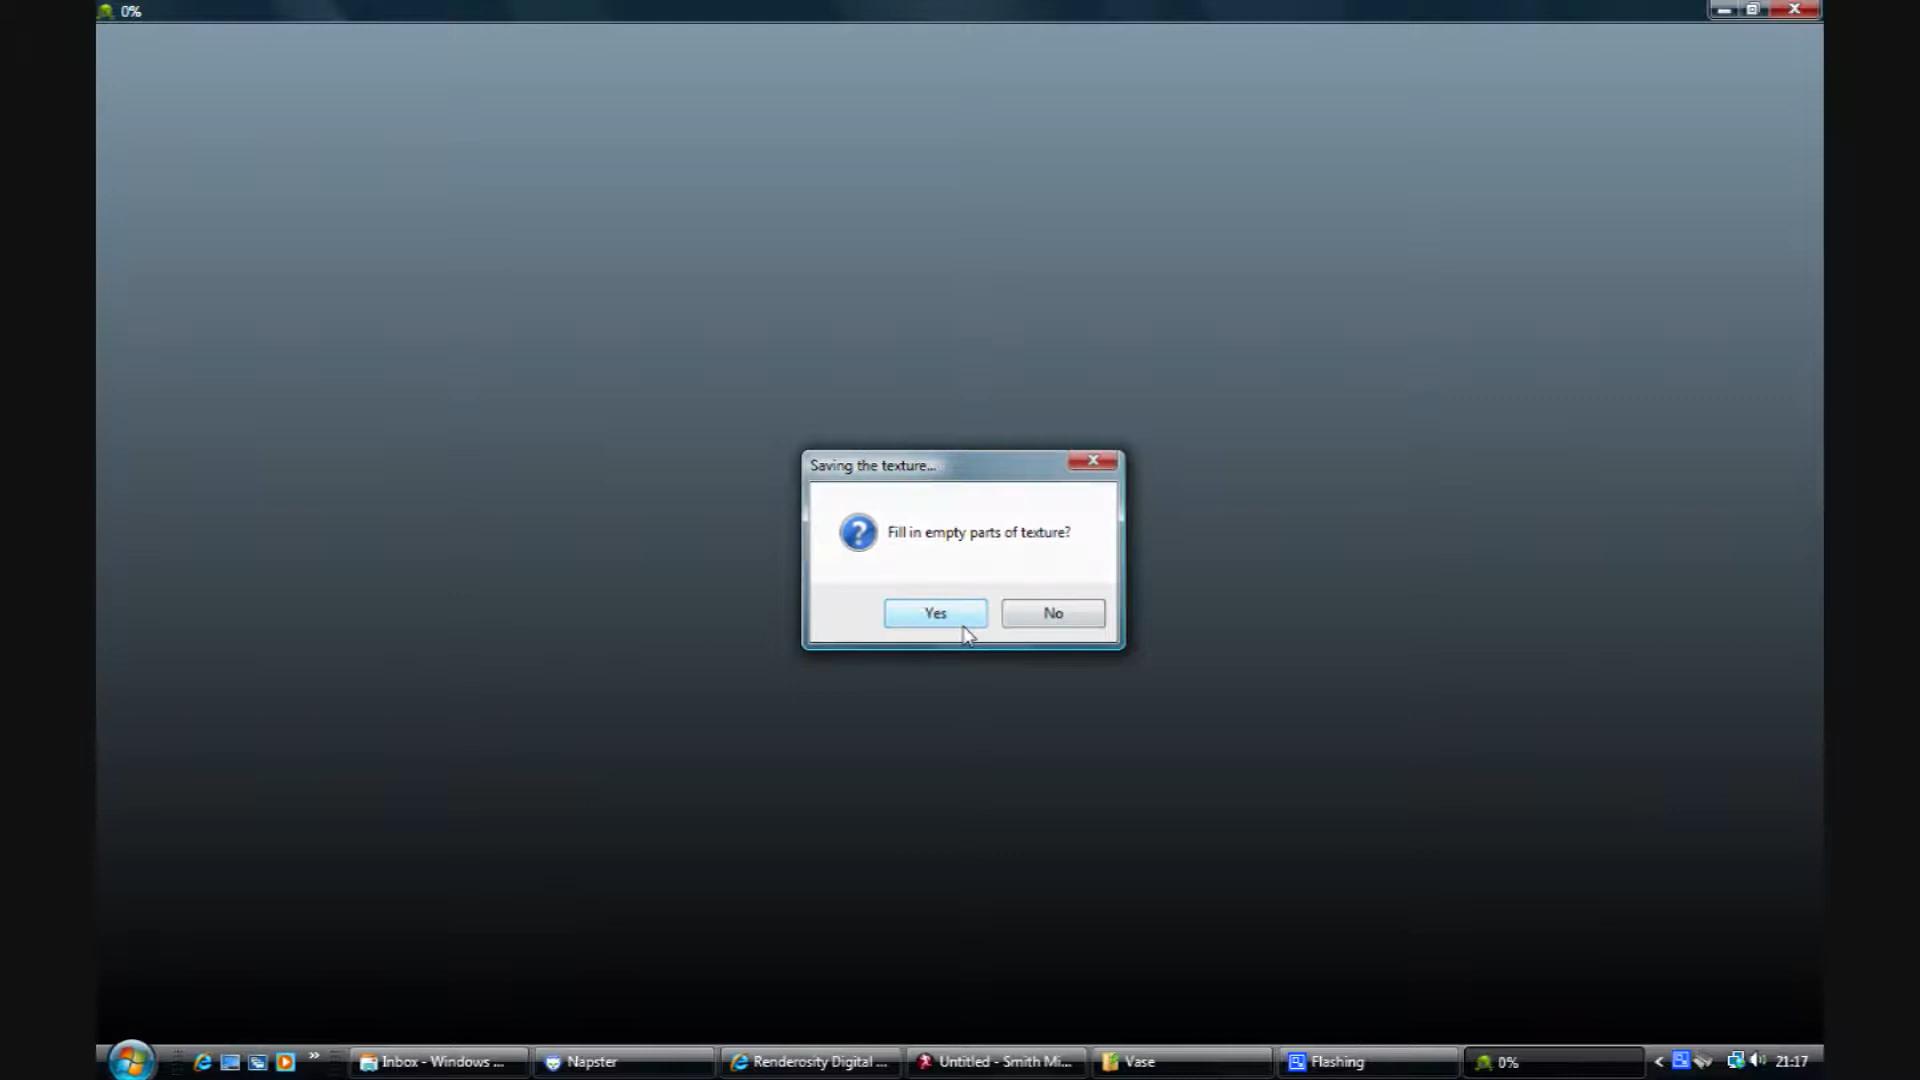 0%
Saving the texture...
Fill in empty parts of texture?
Yes No
Inbox - Windows ... Napster Renderosity Digital ... Untitled - Smith Mi... Vase Flashing 0% 21:17